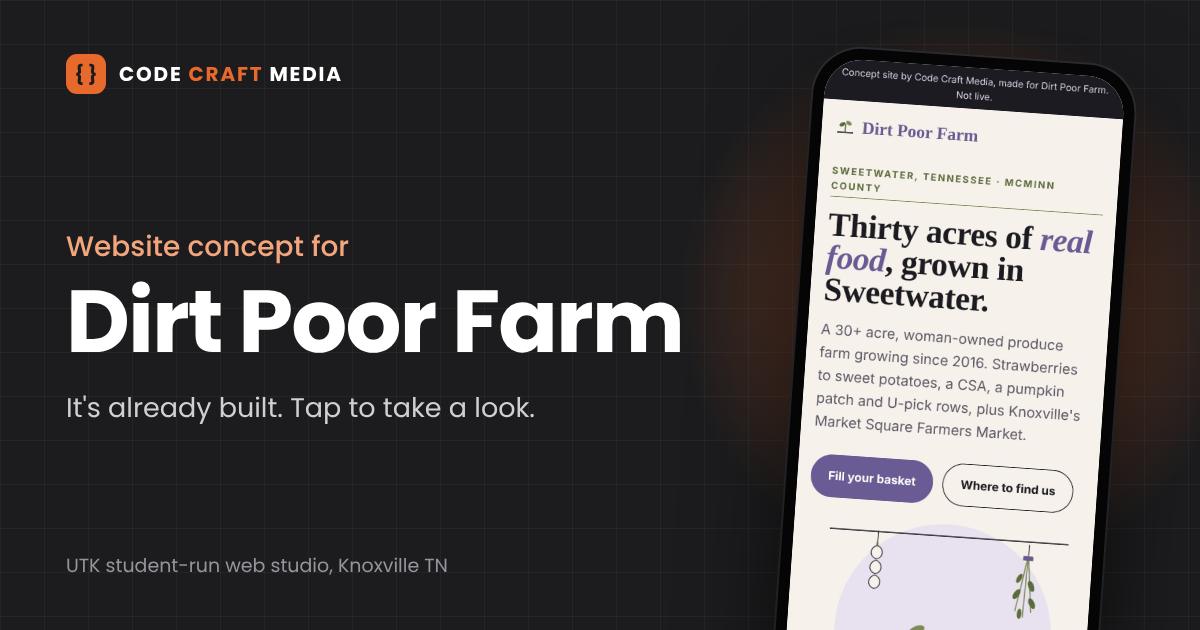 { } CODE CRAFT MEDIA
Website concept for
Dirt Poor Farm
It's already built. Tap to take a look.
UTK student-run web studio, Knoxville TN
Concept site by Code Craft Media, made for Dirt Poor Farm.
Not live.
Dirt Poor Farm
SWEETWATER, TENNESSEE · MCMINN
COUNTY
Thirty acres of real
food, grown in
Sweetwater.
A 30+ acre, woman-owned produce
farm growing since 2016. Strawberries
to sweet potatoes, a CSA, a pumpkin
patch and U-pick rows, plus Knoxville's
Market Square Farmers Market.
Fill your basket
Where to find us